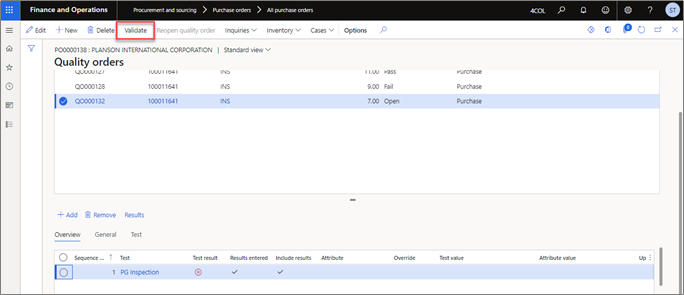 Finance and Operations Procurement and sourcing > Purchase orders > All purchase orders 4COL ? ST
Edit + New Delete Validate Reopen quality order Inquiries Inventory Cases Options
PO0000138 : PLANSON INTERNATIONAL CORPORATION | Standard view
Quality orders
QO000127 100011641 INS 11.00 Pass Purchase
QO000128 100011641 INS 9.00 Fail Purchase
QO000132 100011641 INS 7.00 Open Purchase
+ Add Remove Results
Overview General Test
Sequence ... ↑ Test Test result Results entered Include results Attribute Override Test value Attribute value Up
1 PG Inspection